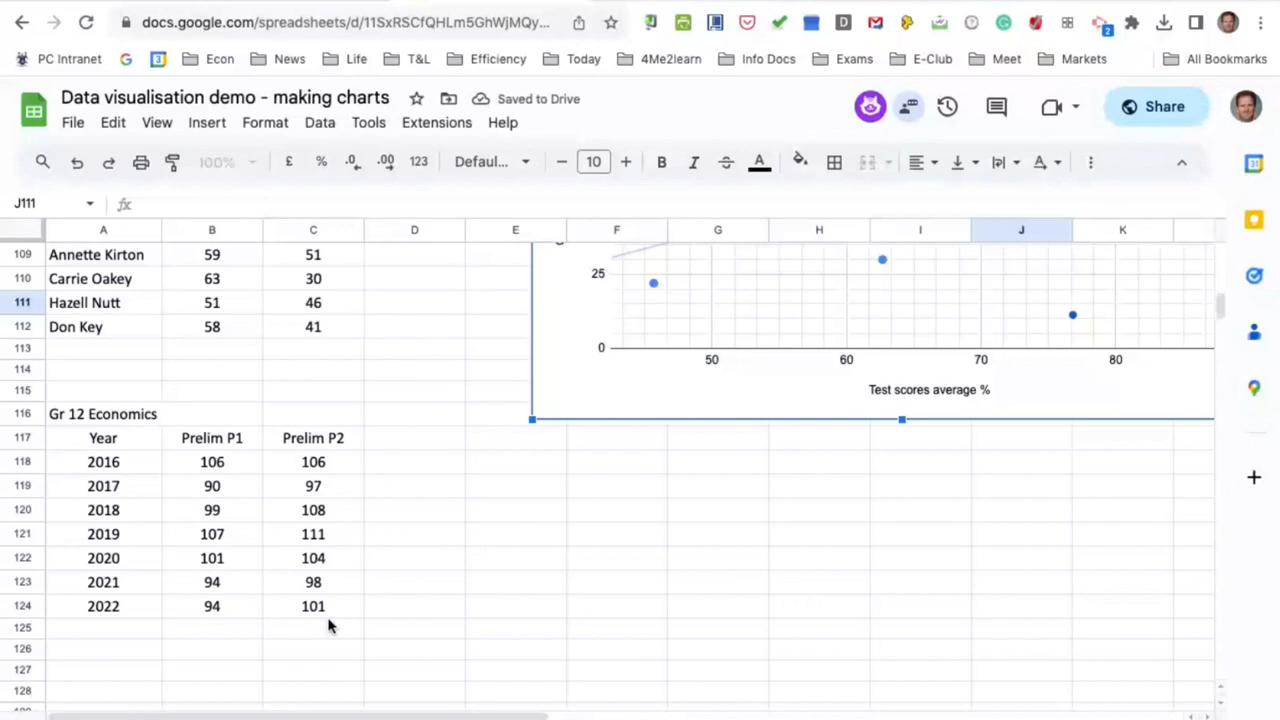 docs.google.com/spreadsheets/d/11SxRSCfQHLm5GhWjMQy...
2
PC Intranet
Econ
News
Life
T&L
Efficiency
Today
4Me2learn
Info Docs
Exams
E-Club
Meet
Markets
All Bookmarks
Data visualisation demo - making charts
Saved to Drive
Share
File Edit View Insert Format Data Tools Extensions Help
100% £ % .0 .00 123 Defaul... 10 B I S A
J111 fx
A B C D E F G H I J K
109 Annette Kirton 59 51
110 Carrie Oakey 63 30
111 Hazell Nutt 51 46
112 Don Key 58 41
113
114
115
116 Gr 12 Economics
117 Year Prelim P1 Prelim P2
118 2016 106 106
119 2017 90 97
120 2018 99 108
121 2019 107 111
122 2020 101 104
123 2021 94 98
124 2022 94 101
125
126
127
128
25
0
50 60 70 80
Test scores average %